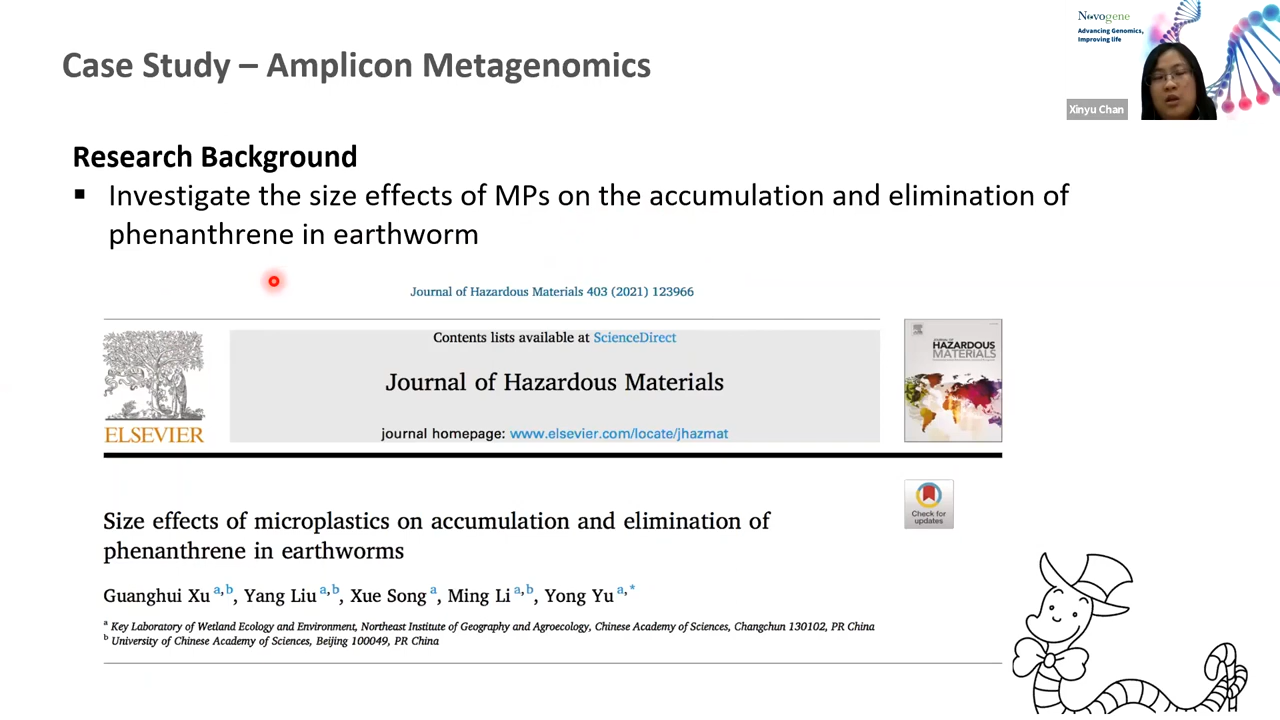 Novogene
Advancing Genomics,
Improving life
Case Study – Amplicon Metagenomics
Xinyu Chan
Research Background
▪ Investigate the size effects of MPs on the accumulation and elimination of
phenanthrene in earthworm
Journal of Hazardous Materials 403 (2021) 123966
Contents lists available at ScienceDirect
Journal of Hazardous Materials
journal homepage: www.elsevier.com/locate/jhazmat
ELSEVIER
HAZARDOUS
MATERIALS
Check for
updates
Size effects of microplastics on accumulation and elimination of
phenanthrene in earthworms
Guanghui Xu a,b, Yang Liu a,b, Xue Song a, Ming Li a,b, Yong Yu a,*
a Key Laboratory of Wetland Ecology and Environment, Northeast Institute of Geography and Agroecology, Chinese Academy of Sciences, Changchun 130102, PR China
b University of Chinese Academy of Sciences, Beijing 100049, PR China